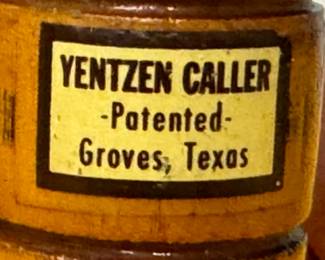 YENTZEN CALLER
-Patented-
Groves, Texas